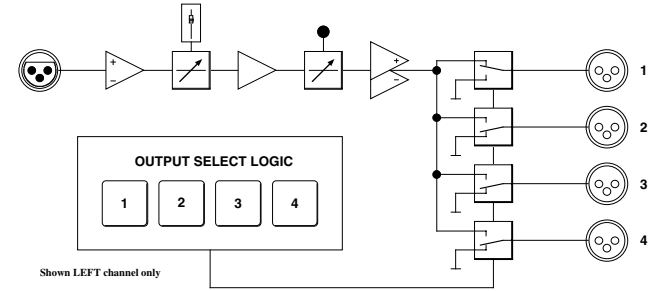 +
−
+
−
1
2
3
4
OUTPUT SELECT LOGIC
1 2 3 4
Shown LEFT channel only